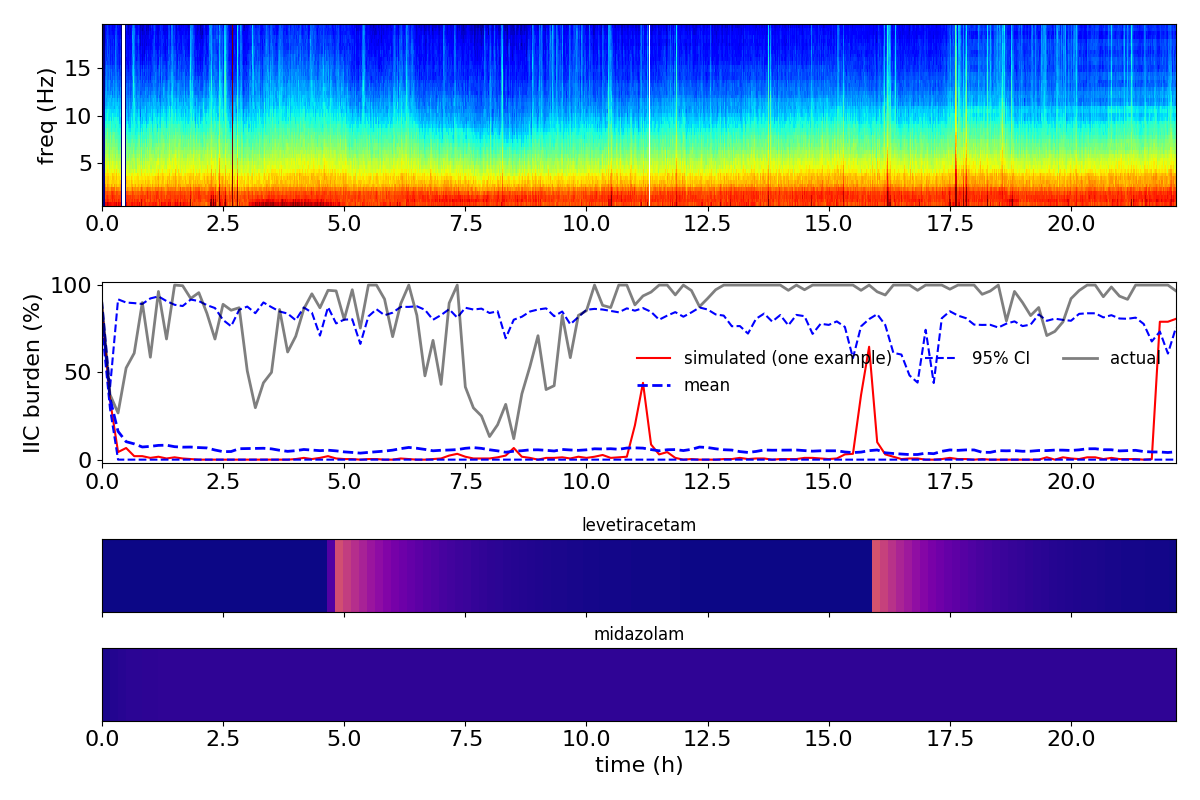 freq (Hz)
15
10
5
0.0 2.5 5.0 7.5 10.0 12.5 15.0 17.5 20.0
IIC burden (%)
100
50
0
simulated (one example) 95% CI actual
mean
0.0 2.5 5.0 7.5 10.0 12.5 15.0 17.5 20.0
levetiracetam
midazolam
0.0 2.5 5.0 7.5 10.0 12.5 15.0 17.5 20.0
time (h)